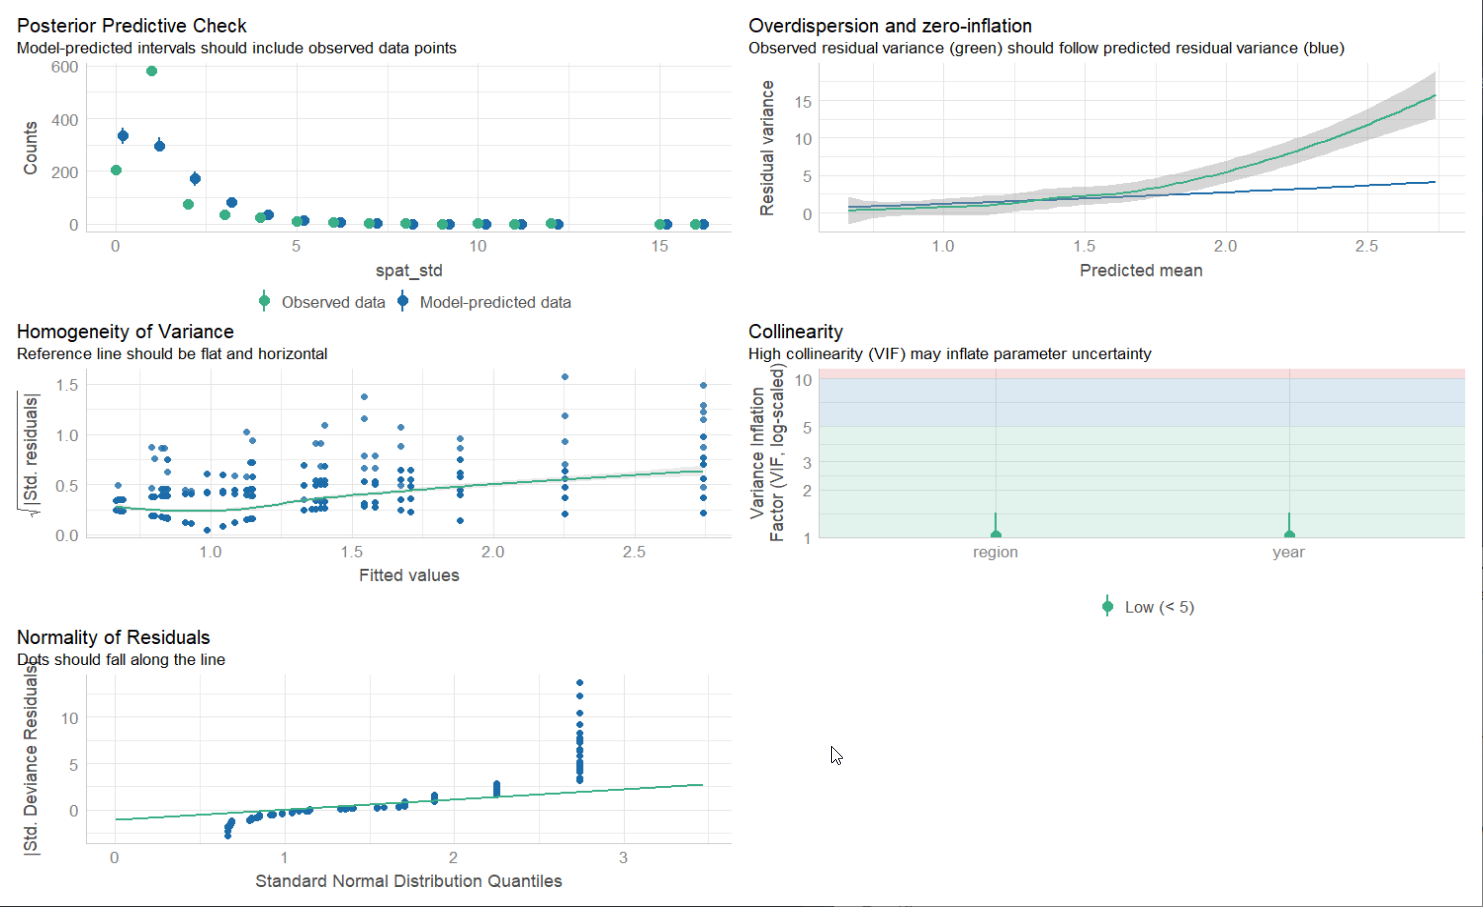 Posterior Predictive Check
Model-predicted intervals should include observed data points
600
400
200
0
Counts
0
5
10
15
spat_std
Observed data
Model-predicted data
Overdispersion and zero-inflation
Observed residual variance (green) should follow predicted residual variance (blue)
15
10
5
0
Residual variance
1.0
1.5
2.0
2.5
Predicted mean
Homogeneity of Variance
Reference line should be flat and horizontal
1.5
1.0
0.5
0.0
√|Std. residuals|
1.0
1.5
2.0
2.5
Fitted values
Collinearity
High collinearity (VIF) may inflate parameter uncertainty
10
5
3
2
1
Variance Inflation
Factor (VIF, log-scaled)
region
year
Low (< 5)
Normality of Residuals
Dots should fall along the line
10
5
0
|Std. Deviance Residuals|
0
1
2
3
Standard Normal Distribution Quantiles